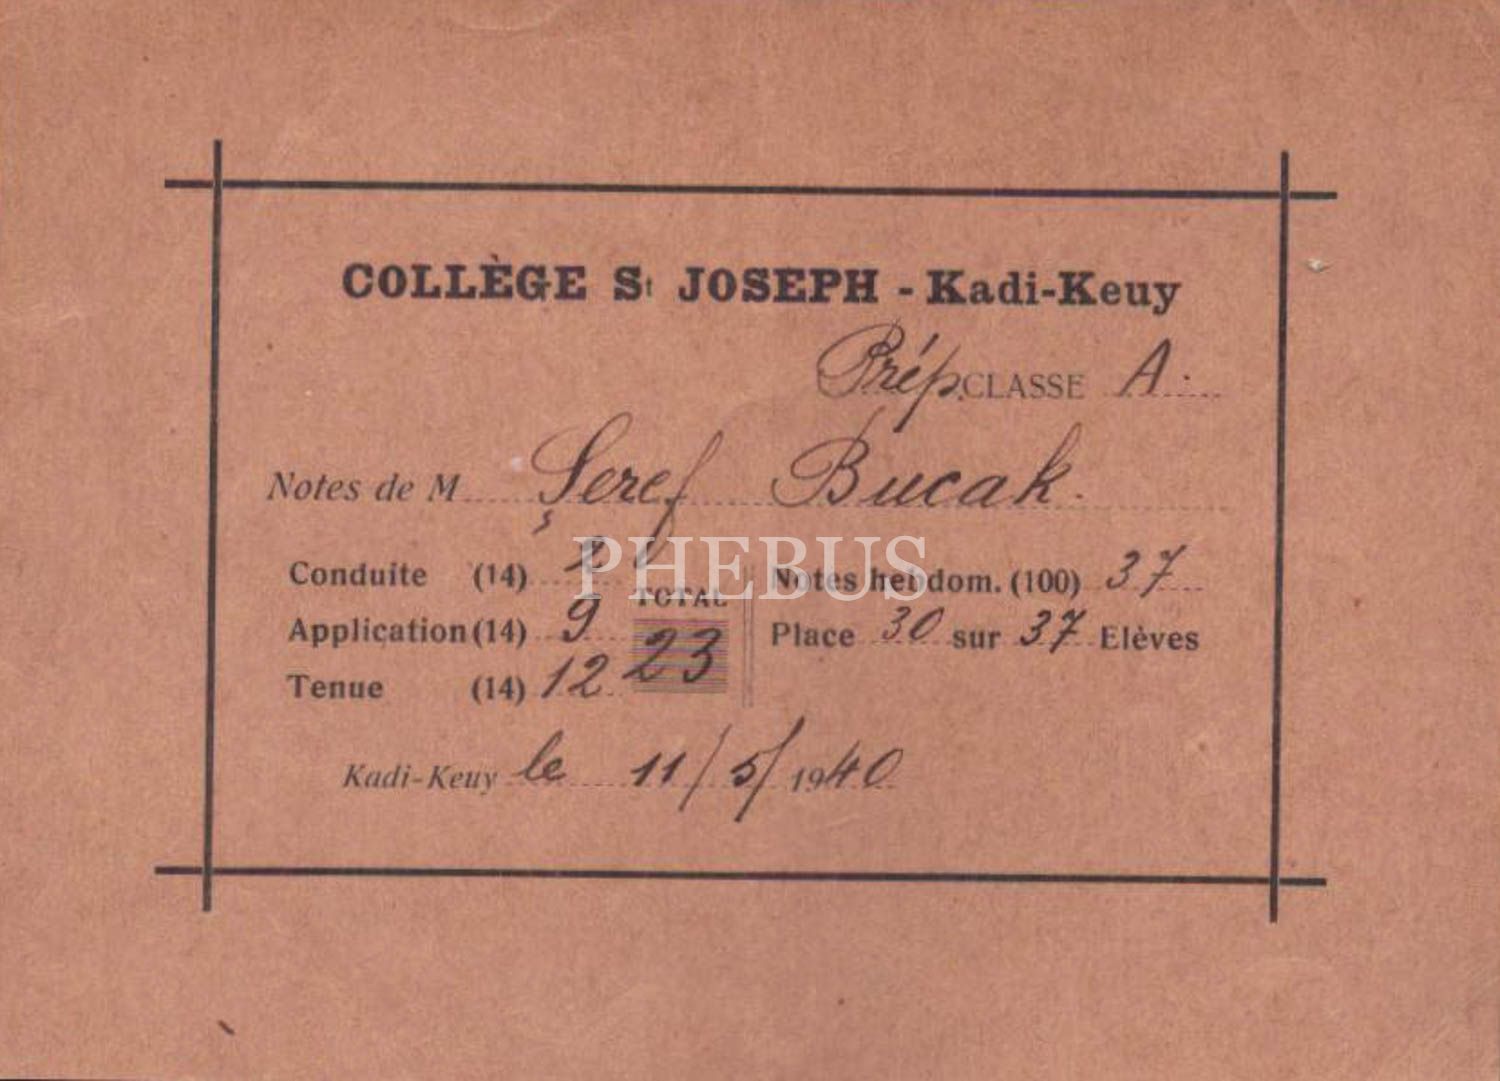 COLLÈGE St JOSEPH - Kadi-Keuy
Prép. CLASSE A.
Notes de M Şeref Bucak.
PHEBUS
Conduite (14) 2 Notes hebdom. (100) 37
TOTAL
Application (14) 9 23 Place 30 sur 37 Elèves
Tenue (14) 12
Kadi-Keuy le 11/5/1940